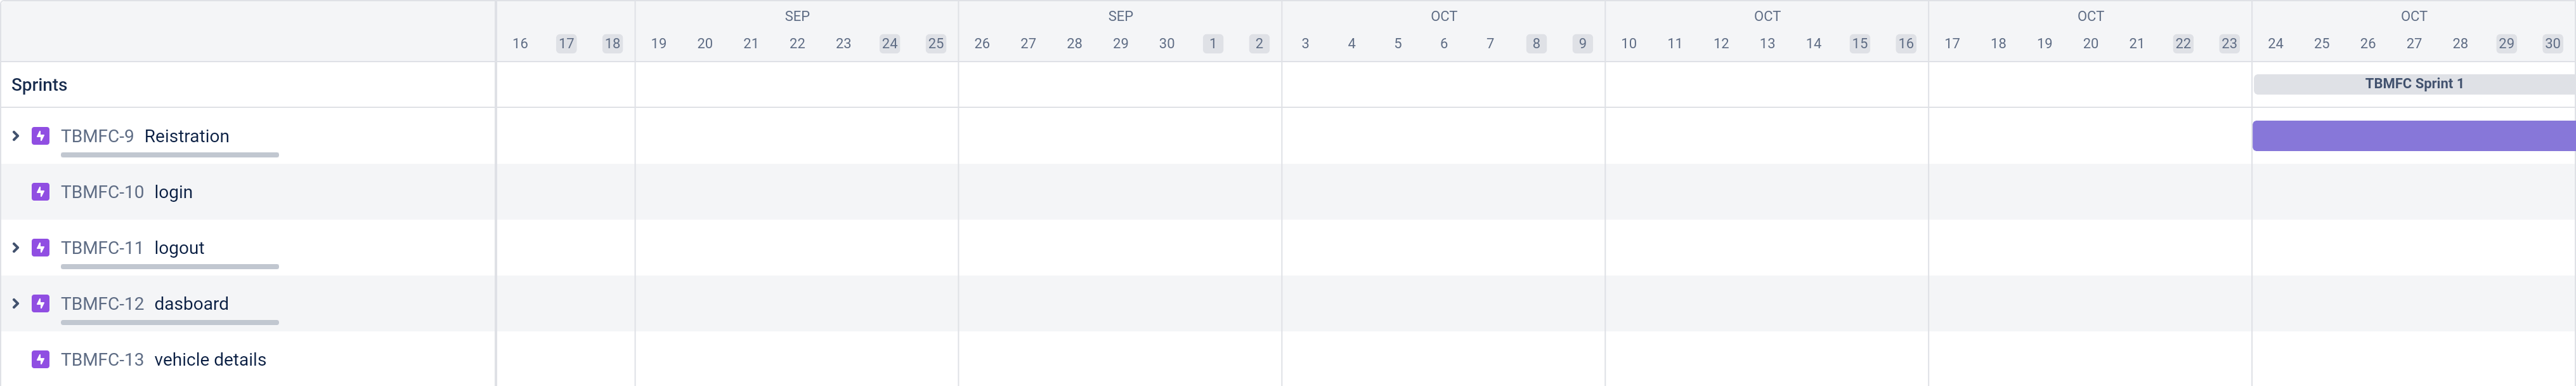 SEP SEP OCT OCT OCT OCT
16 17 18 19 20 21 22 23 24 25 26 27 28 29 30 1 2 3 4 5 6 7 8 9 10 11 12 13 14 15 16 17 18 19 20 21 22 23 24 25 26 27 28 29 30
Sprints TBMFC Sprint 1
TBMFC-9 Reistration
TBMFC-10 login
TBMFC-11 logout
TBMFC-12 dasboard
TBMFC-13 vehicle details